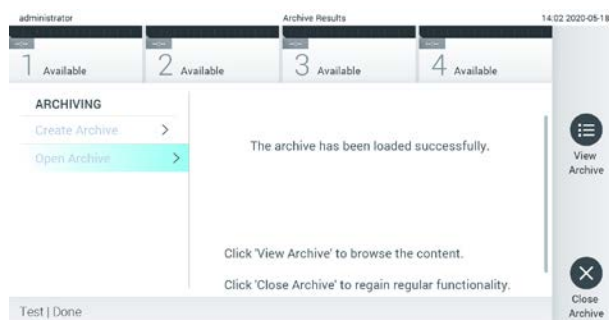 administrator Archive Results 14:02 2020-05-18
--:-- --:-- --:-- --:--
1 Available 2 Available 3 Available 4 Available
ARCHIVING
Create Archive
Open Archive
The archive has been loaded successfully.
Click 'View Archive' to browse the content.
Click 'Close Archive' to regain regular functionality.
View
Archive
Close
Archive
Test | Done